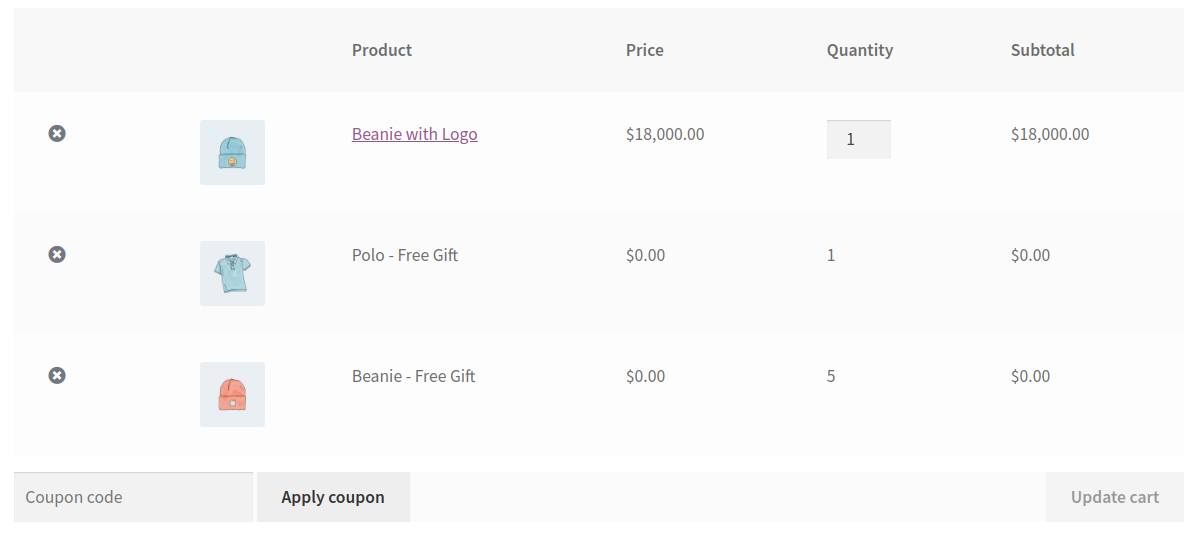 Product Price Quantity Subtotal
Beanie with Logo $18,000.00 1 $18,000.00
Polo - Free Gift $0.00 1 $0.00
Beanie - Free Gift $0.00 5 $0.00
Coupon code Apply coupon Update cart